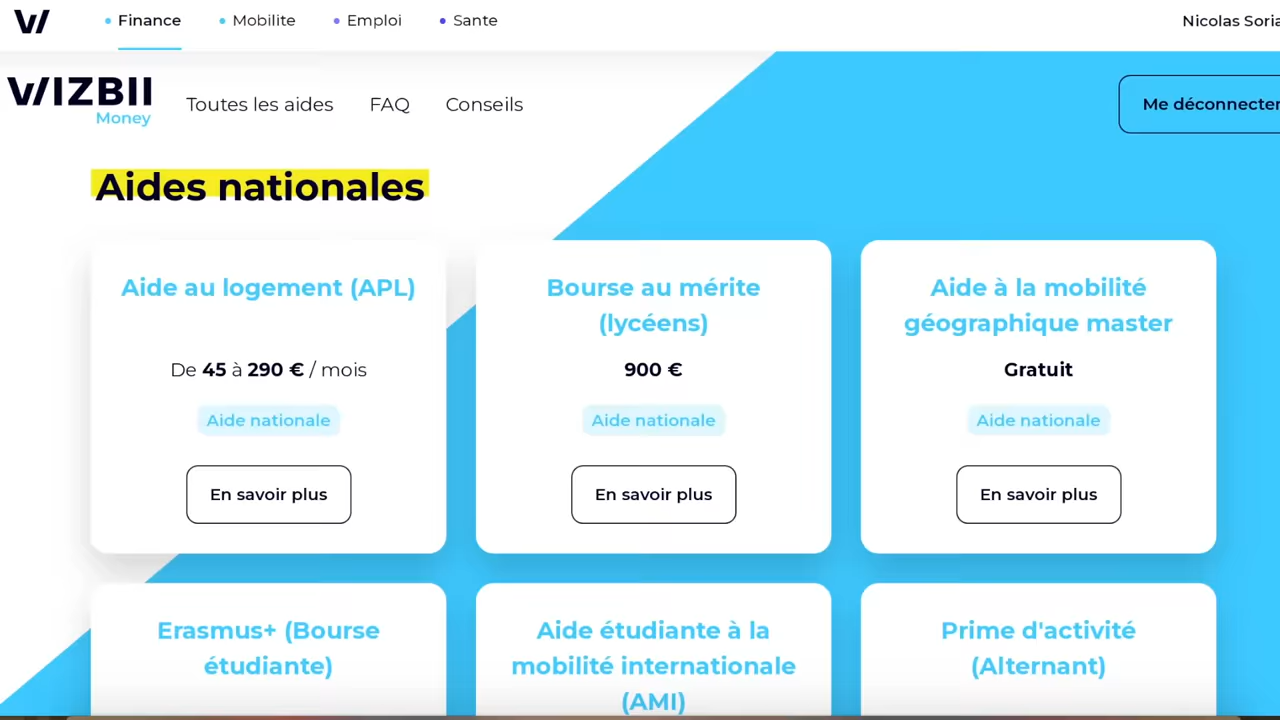 W
Finance
Mobilite
Emploi
Sante
Nicolas Soria
WIZBII
Money
Toutes les aides
FAQ
Conseils
Me déconnecter
Aides nationales
Aide au logement (APL)
De 45 à 290 € / mois
Aide nationale
En savoir plus
Bourse au mérite
(lycéens)
900 €
Aide nationale
En savoir plus
Aide à la mobilité
géographique master
Gratuit
Aide nationale
En savoir plus
Erasmus+ (Bourse
étudiante)
Aide étudiante à la
mobilité internationale
(AMI)
Prime d'activité
(Alternant)